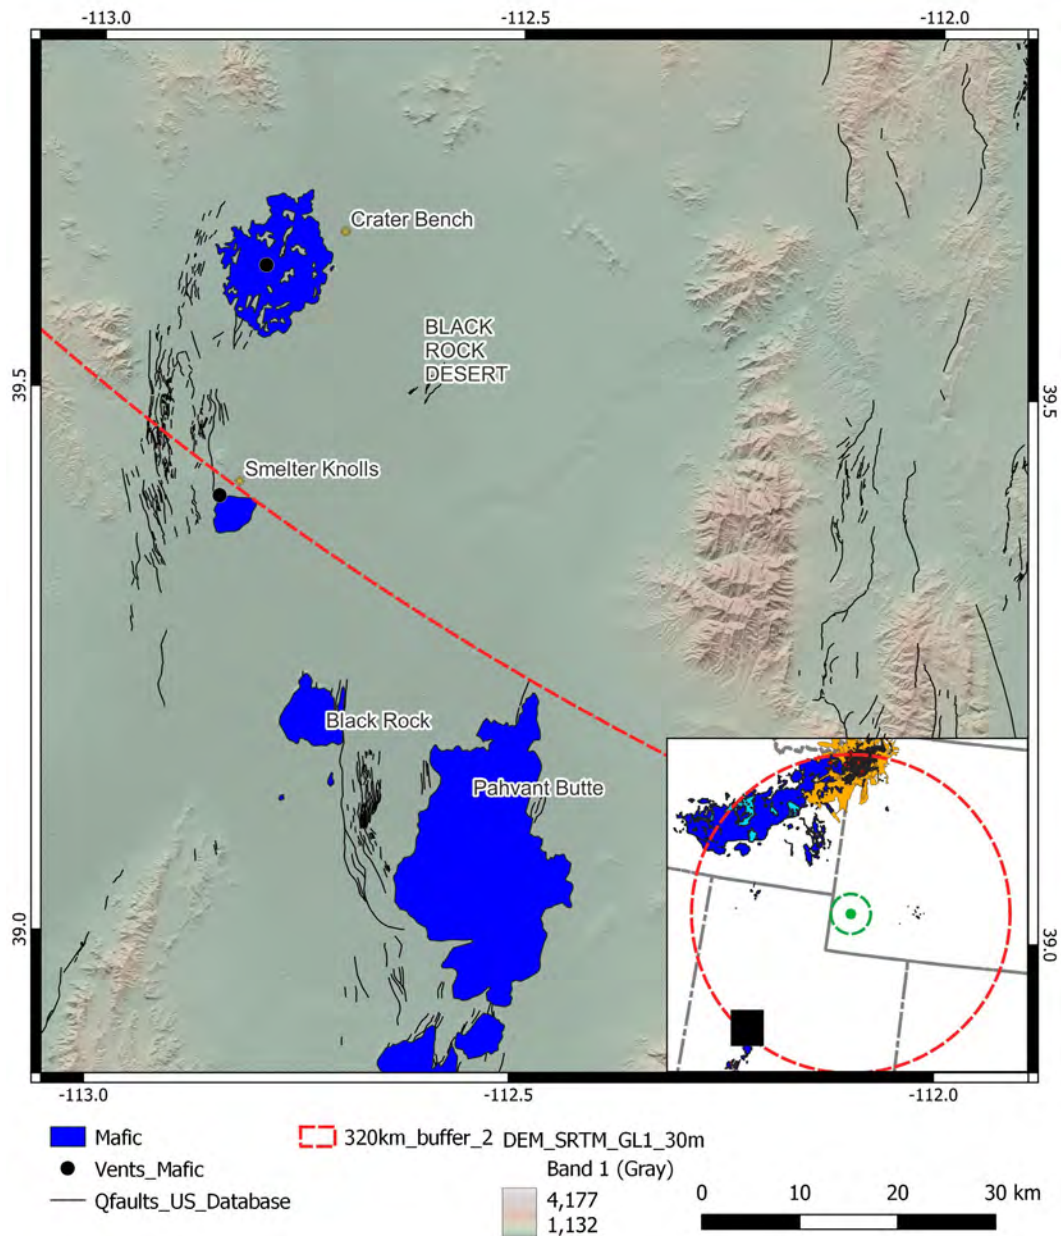 -113.0 -112.5 -112.0
Crater Bench
BLACK
ROCK
DESERT
39.5 39.5
Smelter Knolls
Black Rock
Pahvant Butte
39.0 39.0
-113.0 -112.5 -112.0
Mafic 320km_buffer_2 DEM_SRTM_GL1_30m
Vents_Mafic Band 1 (Gray)
Qfaults_US_Database 4,177
1,132
0 10 20 30 km